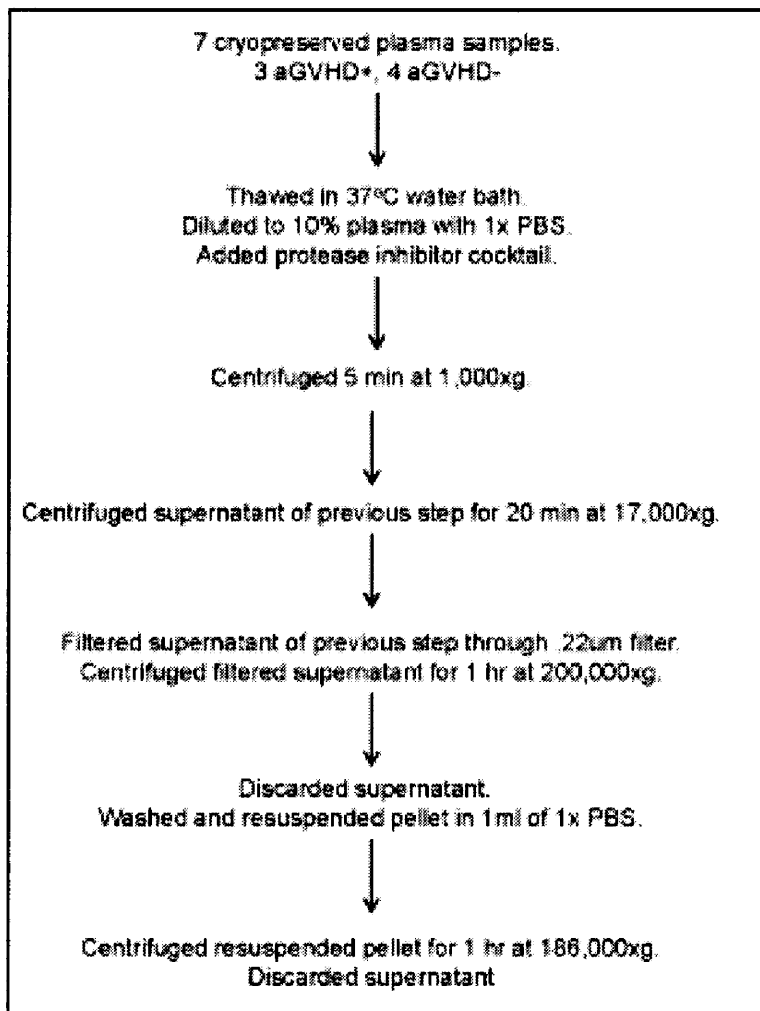 7 cryopreserved plasma samples.
3 aGVHD+, 4 aGVHD-
Thawed in 37ºC water bath.
Diluted to 10% plasma with 1x PBS.
Added protease inhibitor cocktail.
Centrifuged 5 min at 1,000xg.
Centrifuged supernatant of previous step for 20 min at 17,000xg.
Filtered supernatant of previous step through .22um filter.
Centrifuged filtered supernatant for 1 hr at 200,000xg.
Discarded supernatant.
Washed and resuspended pellet in 1ml of 1x PBS.
Centrifuged resuspended pellet for 1 hr at 186,000xg.
Discarded supernatant